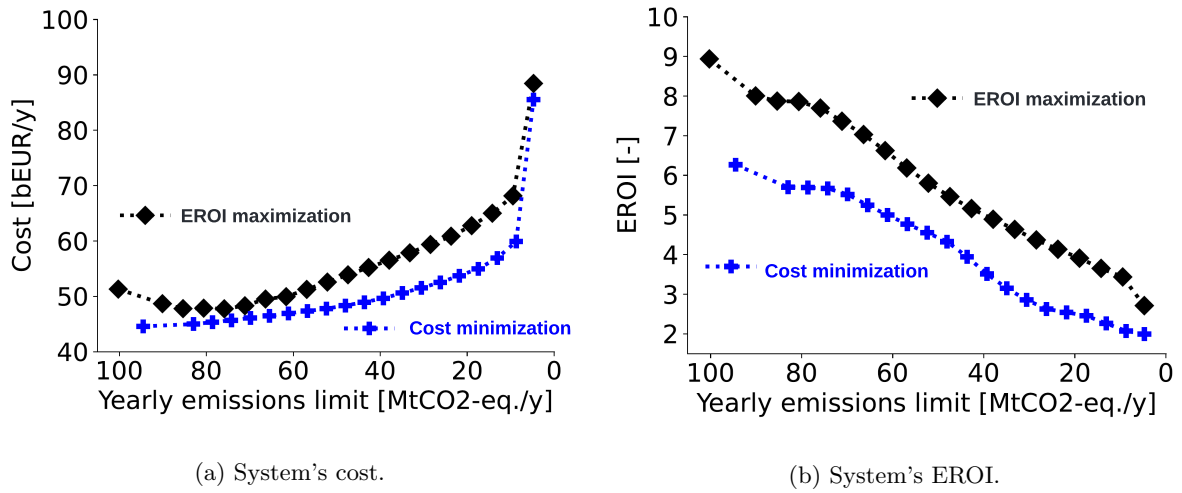 100
90
80
70
60
50
40
Cost [bEUR/y]
EROI maximization
Cost minimization
100 80 60 40 20 0
Yearly emissions limit [MtCO2-eq./y]
(a) System's cost.
10
9
8
7
6
5
4
3
2
EROI [-]
EROI maximization
Cost minimization
100 80 60 40 20 0
Yearly emissions limit [MtCO2-eq./y]
(b) System's EROI.